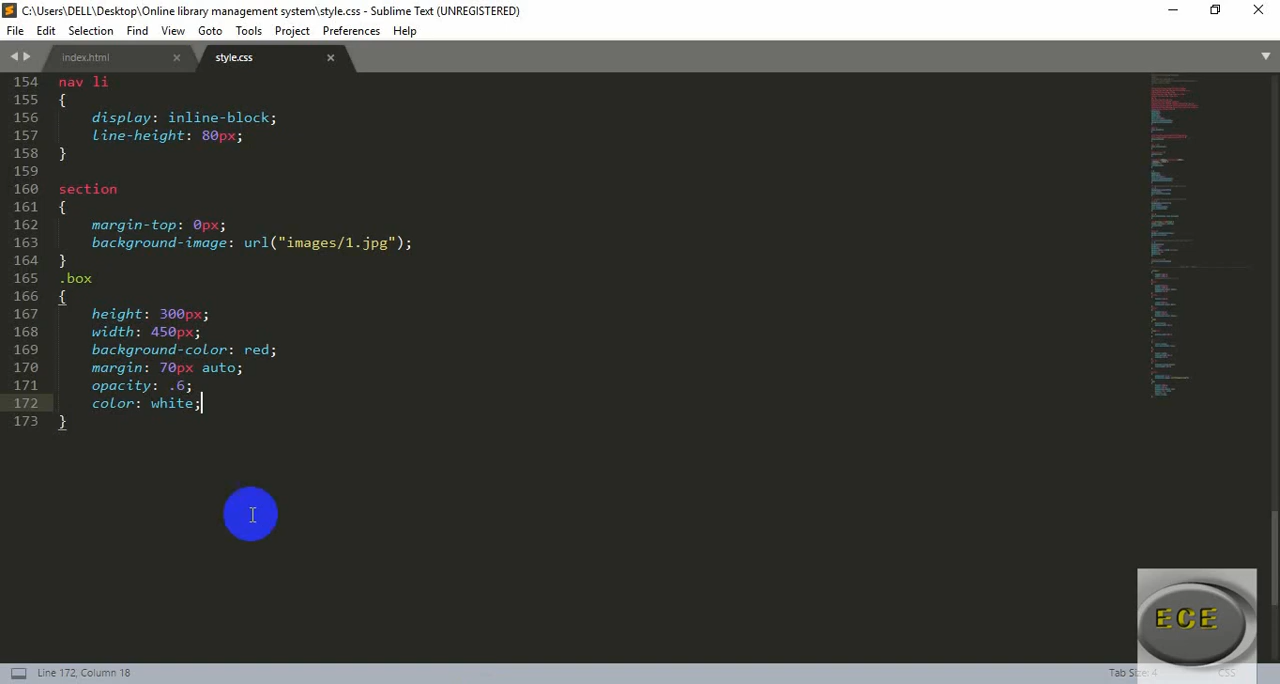 C:\Users\DELL\Desktop\Online library management system\style.css - Sublime Text (UNREGISTERED)
File Edit Selection Find View Goto Tools Project Preferences Help
index.html style.css
154 nav li
155 {
156 display: inline-block;
157 line-height: 80px;
158 }
159
160 section
161 {
162 margin-top: 0px;
163 background-image: url("images/1.jpg");
164 }
165 .box
166 {
167 height: 300px;
168 width: 450px;
169 background-color: red;
170 margin: 70px auto;
171 opacity: .6;
172 color: white;
173 }
ECE
Line 172, Column 18 Tab Size: 4 CSS